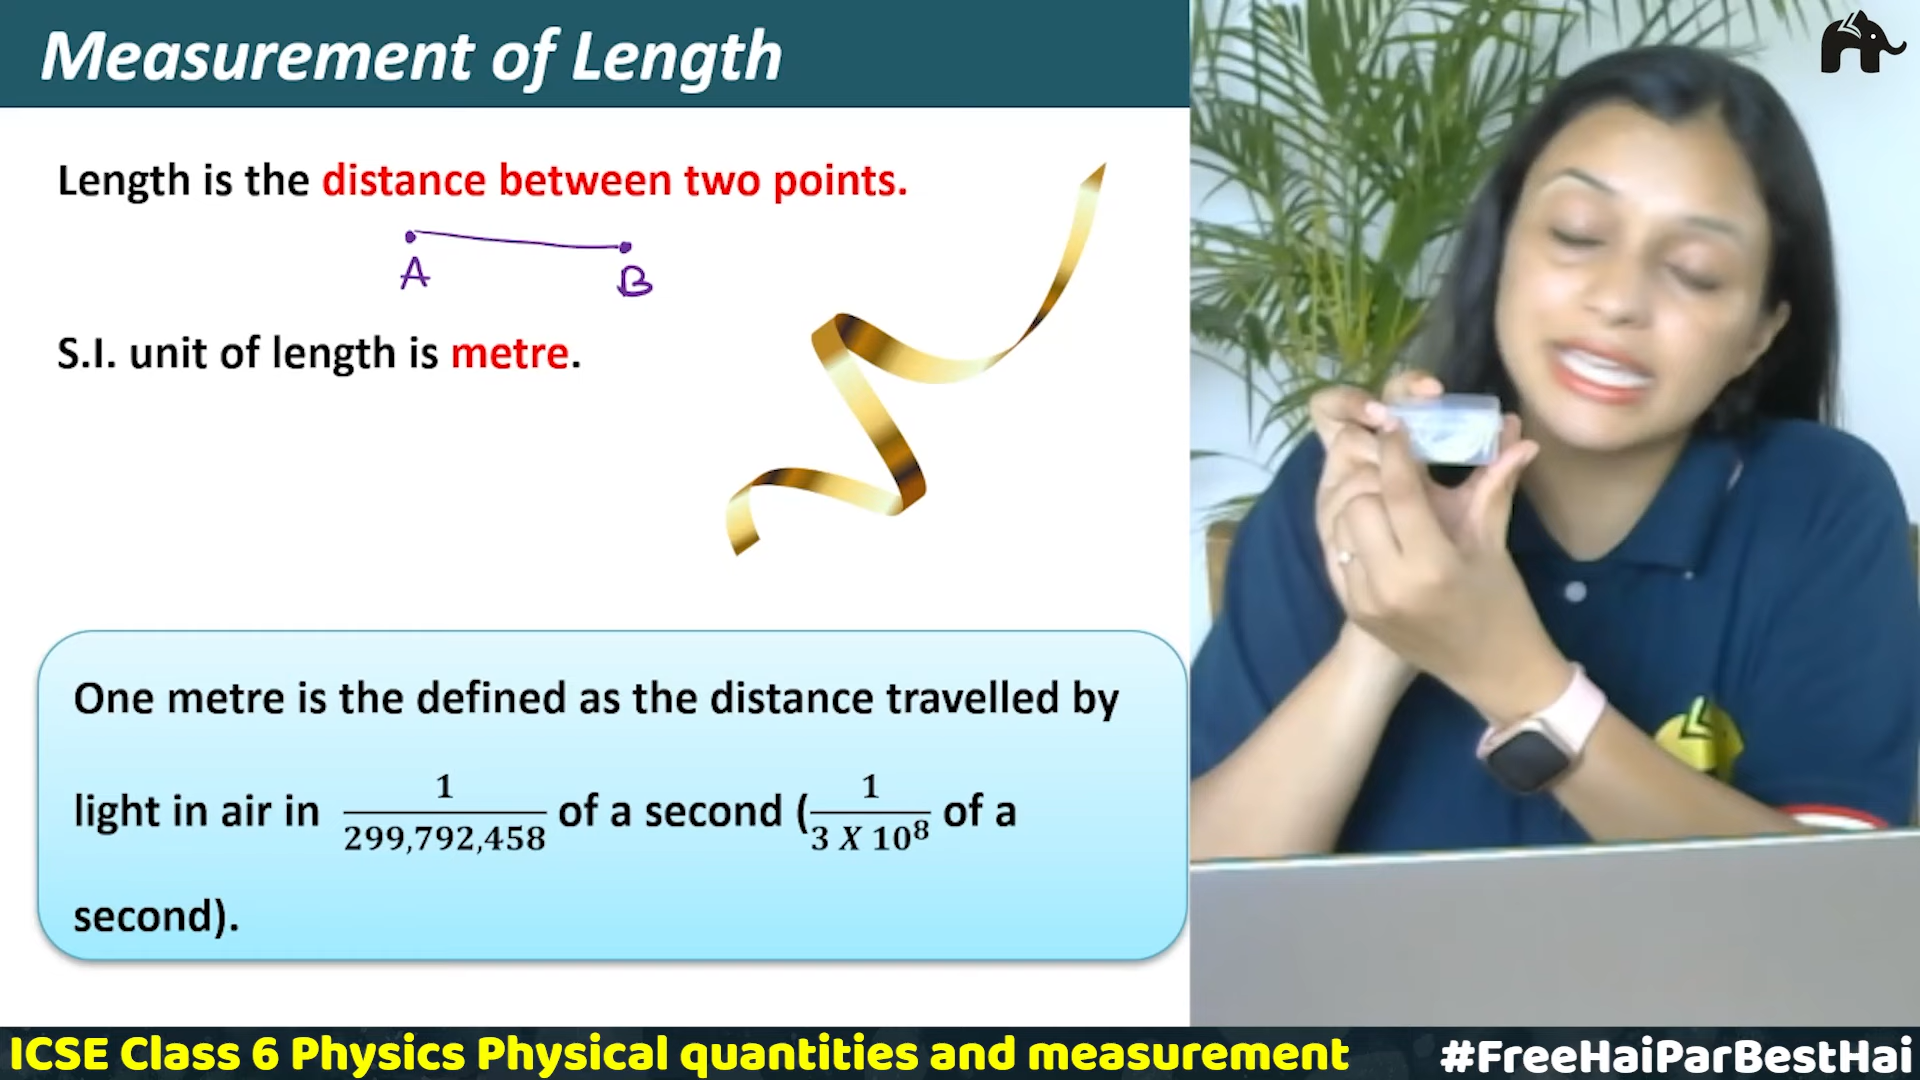 Measurement of Length
Length is the distance between two points.
A B
S.I. unit of length is metre.
One metre is the defined as the distance travelled by
light in air in 1/299,792,458 of a second (1/3 X 10⁸ of a
second).
ICSE Class 6 Physics Physical quantities and measurement
#FreeHaiParBestHai